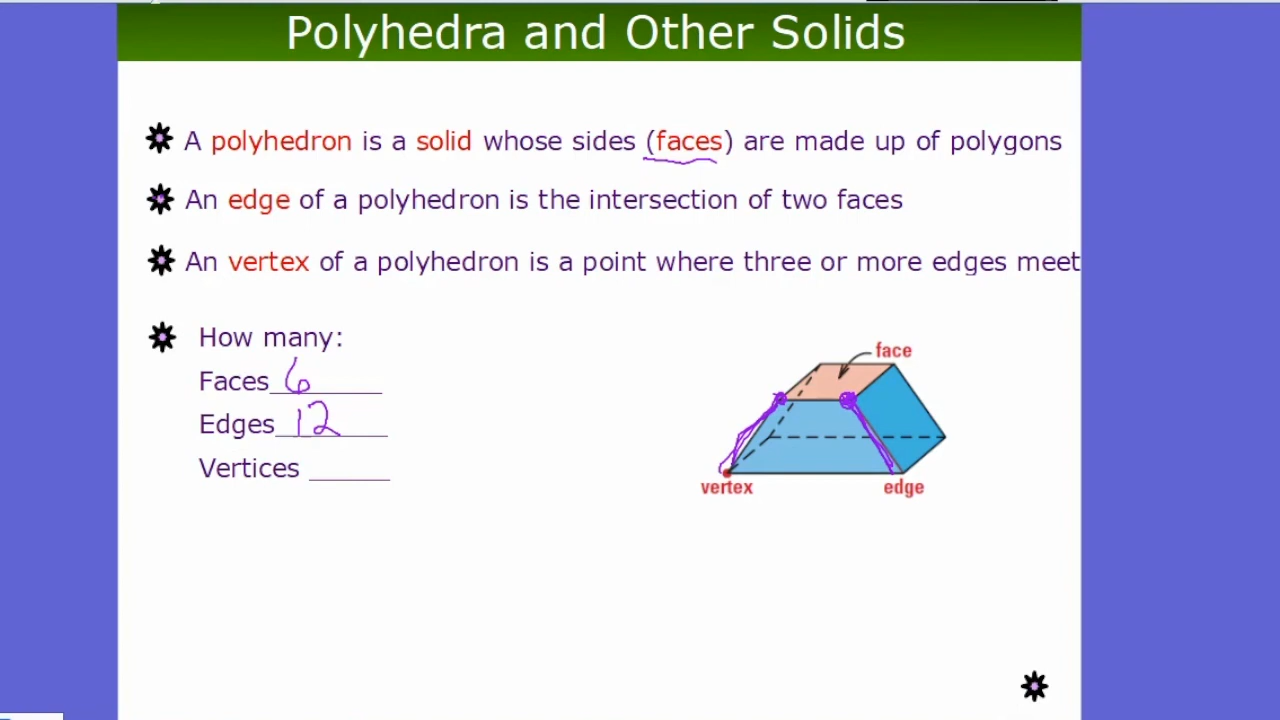 Polyhedra and Other Solids
A polyhedron is a solid whose sides (faces) are made up of polygons
An edge of a polyhedron is the intersection of two faces
An vertex of a polyhedron is a point where three or more edges meet
How many:
Faces 6
Edges 12
Vertices
face
vertex
edge